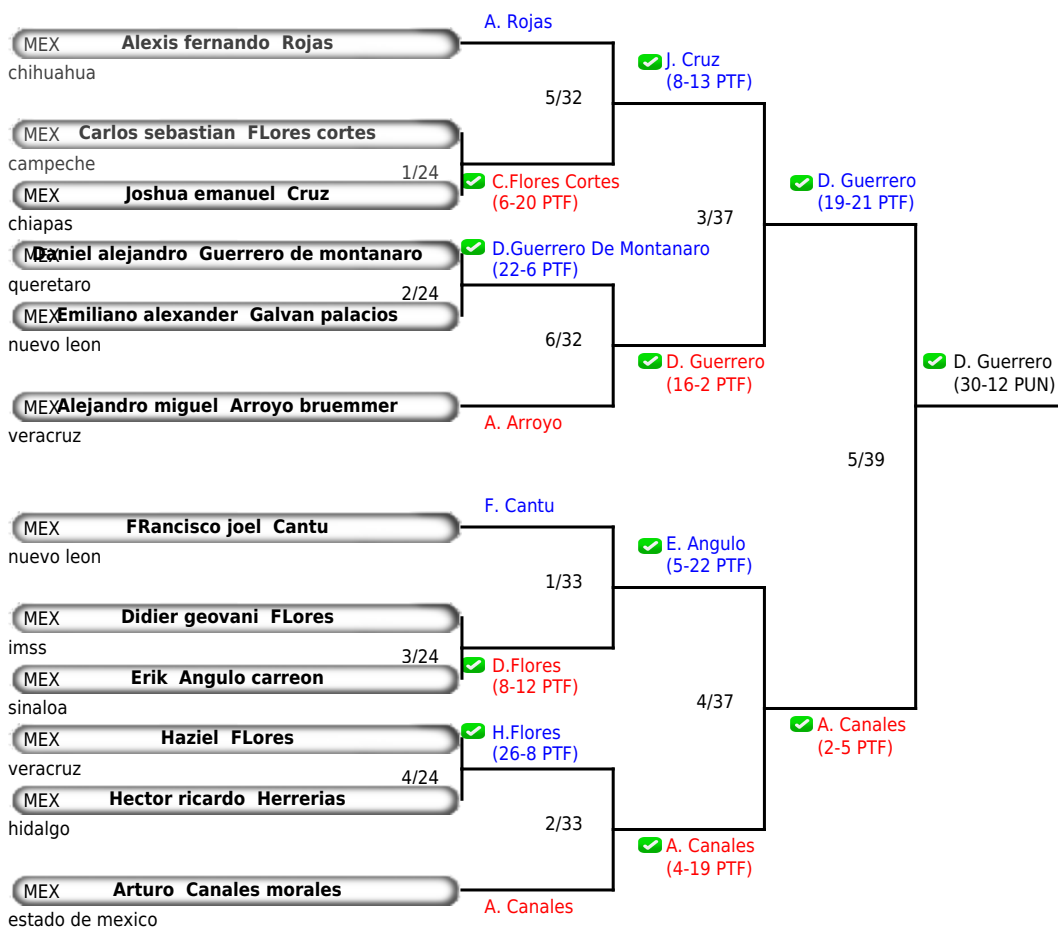 A. Rojas
MEX Alexis fernando Rojas
chihuahua
J. Cruz
(8-13 PTF)
5/32
MEX Carlos sebastian FLores cortes
campeche
1/24
C.Flores Cortes
(6-20 PTF)
MEX Joshua emanuel Cruz
chiapas
D. Guerrero
(19-21 PTF)
3/37
MEX Daniel alejandro Guerrero de montanaro
queretaro
D.Guerrero De Montanaro
(22-6 PTF)
2/24
MEX Emiliano alexander Galvan palacios
nuevo leon
6/32
D. Guerrero
(16-2 PTF)
D. Guerrero
(30-12 PUN)
MEX Alejandro miguel Arroyo bruemmer
veracruz
A. Arroyo
5/39
F. Cantu
MEX FRancisco joel Cantu
nuevo leon
E. Angulo
(5-22 PTF)
1/33
MEX Didier geovani FLores
imss
3/24
D.Flores
(8-12 PTF)
MEX Erik Angulo carreon
sinaloa
4/37
A. Canales
(2-5 PTF)
MEX Haziel FLores
veracruz
H.Flores
(26-8 PTF)
4/24
MEX Hector ricardo Herrerias
hidalgo
2/33
A. Canales
(4-19 PTF)
MEX Arturo Canales morales
estado de mexico
A. Canales